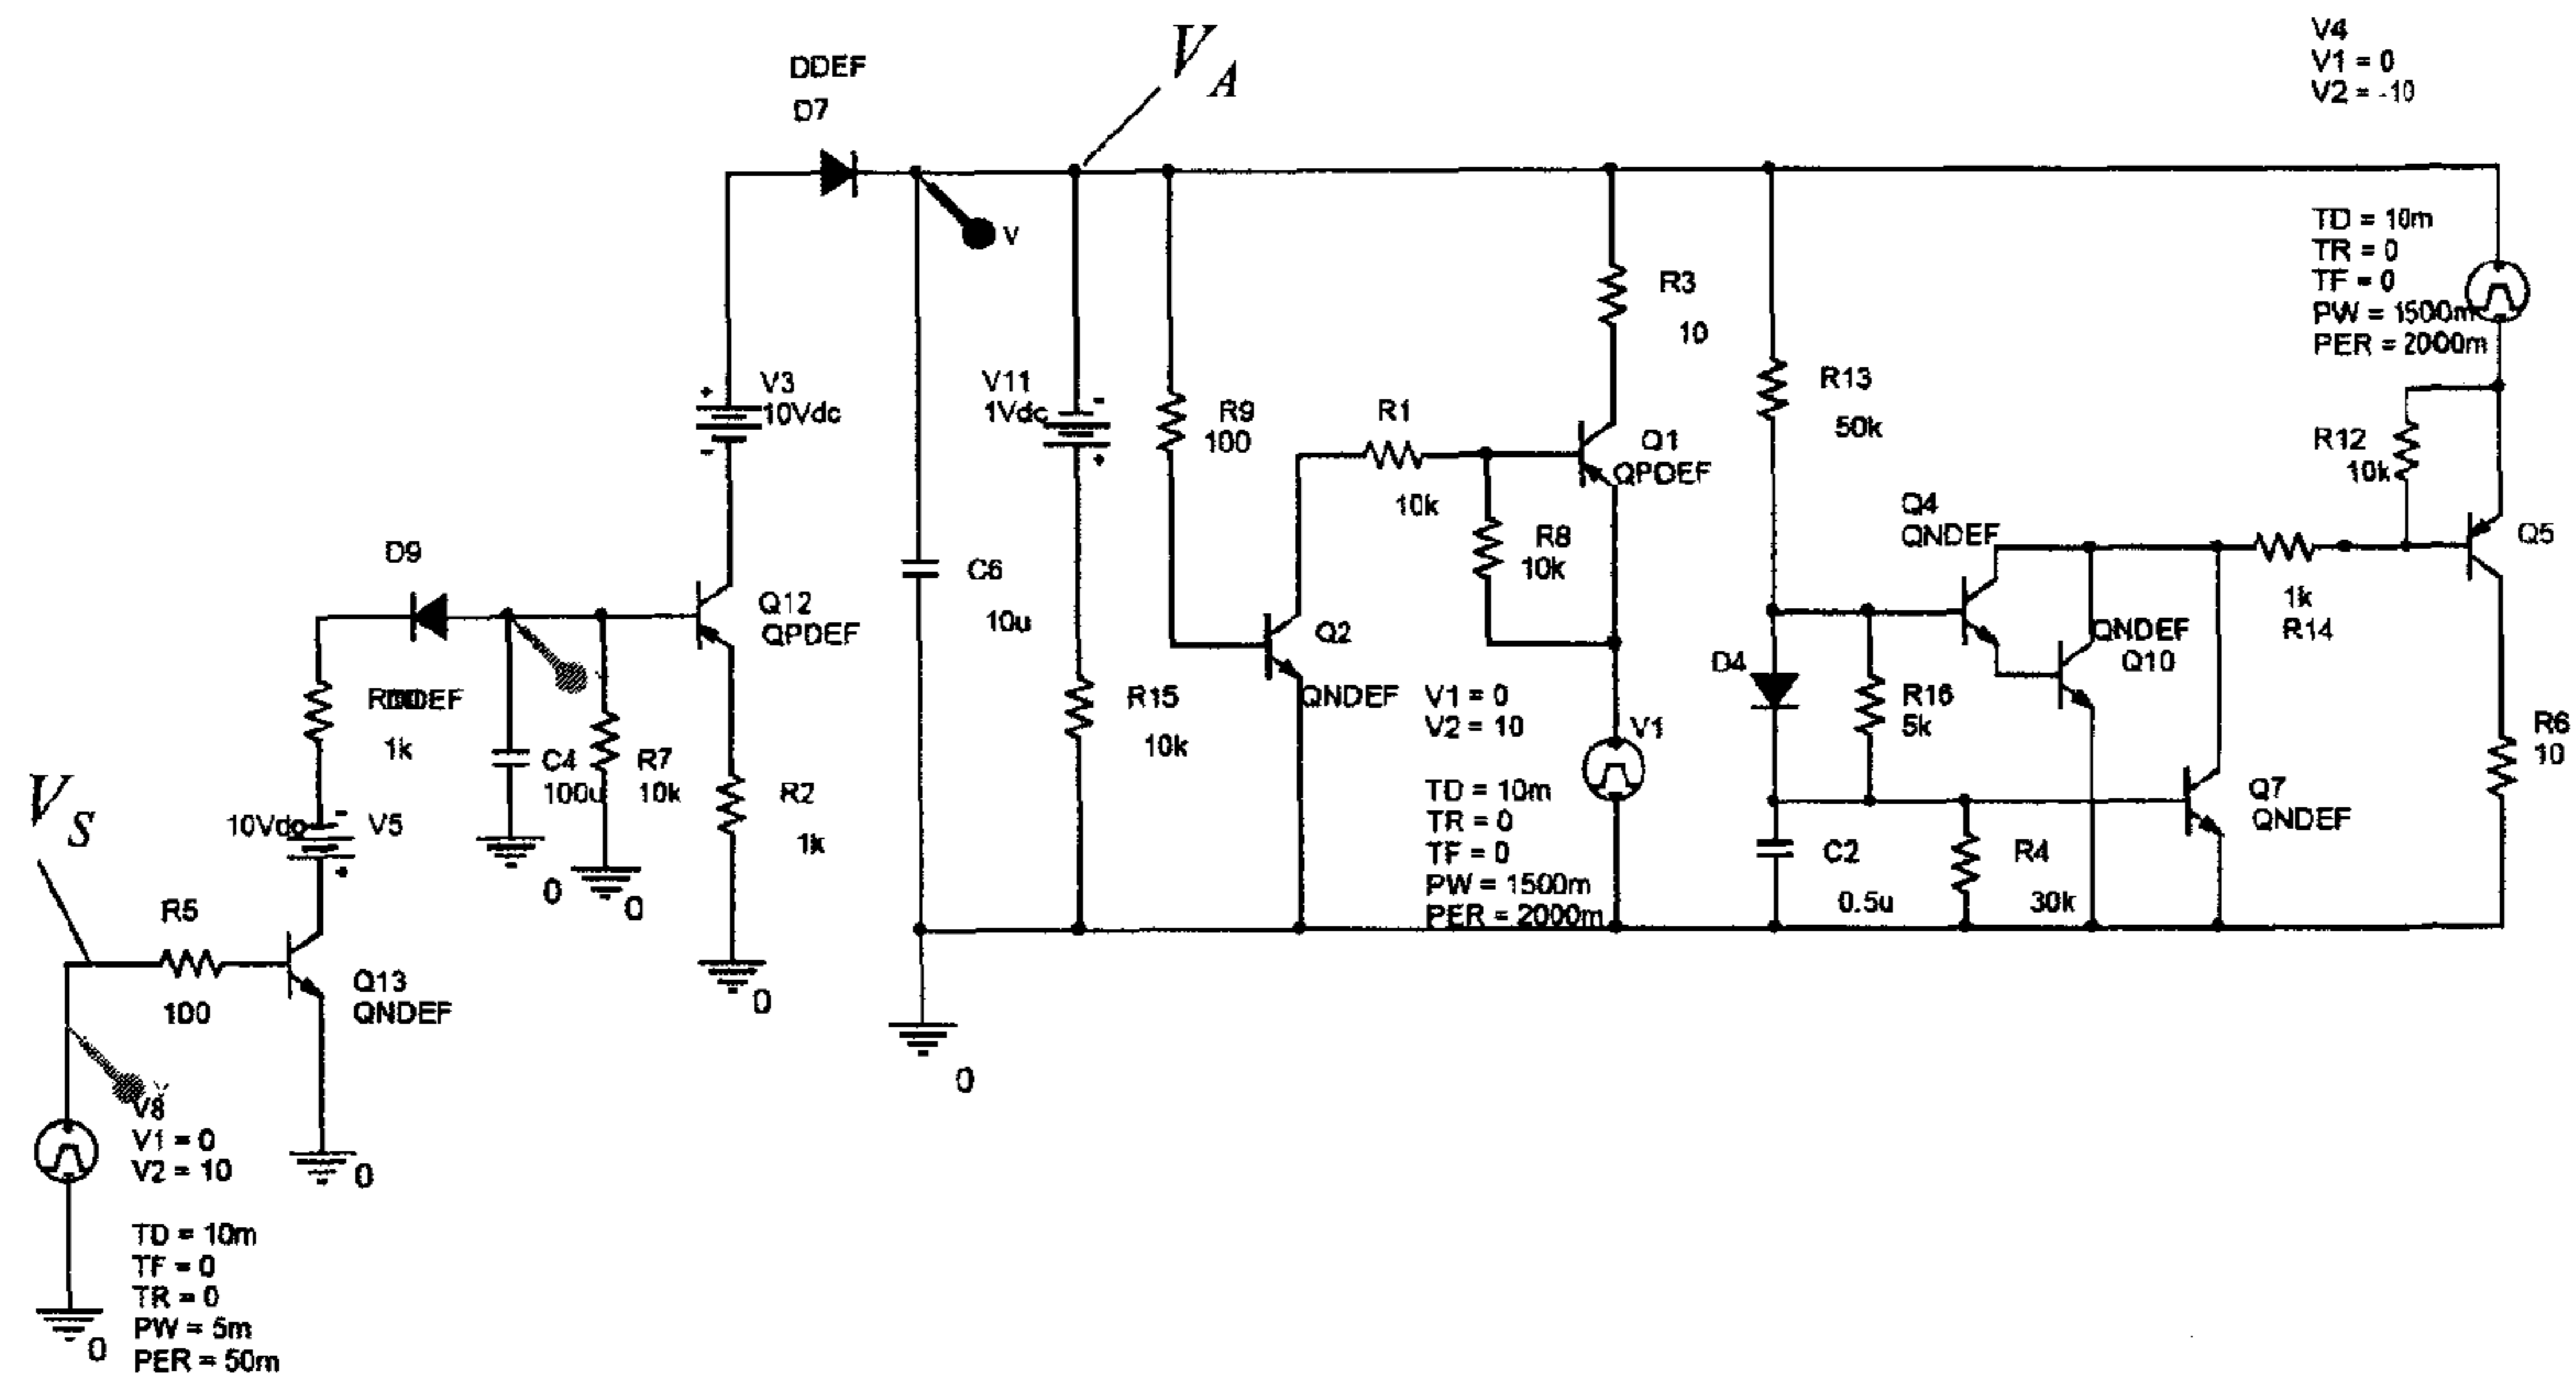 V4
V1 = 0
V2 = -10
V_A
DDEF
D7
V
TD = 10m
TR = 0
TF = 0
PW = 1500m
PER = 2000m
R3
10
V3
10Vdc
V11
1Vdc
R9
100
R1
10k
Q1
QPDEF
R13
50k
R12
10k
Q4
QNDEF
Q5
D9
C6
10u
R8
10k
Q12
QPDEF
Q2
QNDEF
1k
R14
QNDEF
Q10
D4
R16
5k
1k
C4
100u
R7
10k
R2
1k
R15
10k
V1 = 0
V2 = 10
V1
TD = 10m
TR = 0
TF = 0
PW = 1500m
PER = 2000m
R6
10
Q7
QNDEF
C2
0.5u
R4
30k
V_S
10Vdc
V5
0
0
0
R5
100
Q13
QNDEF
0
0
V8
V1 = 0
V2 = 10
TD = 10m
TF = 0
TR = 0
PW = 5m
PER = 50m
0